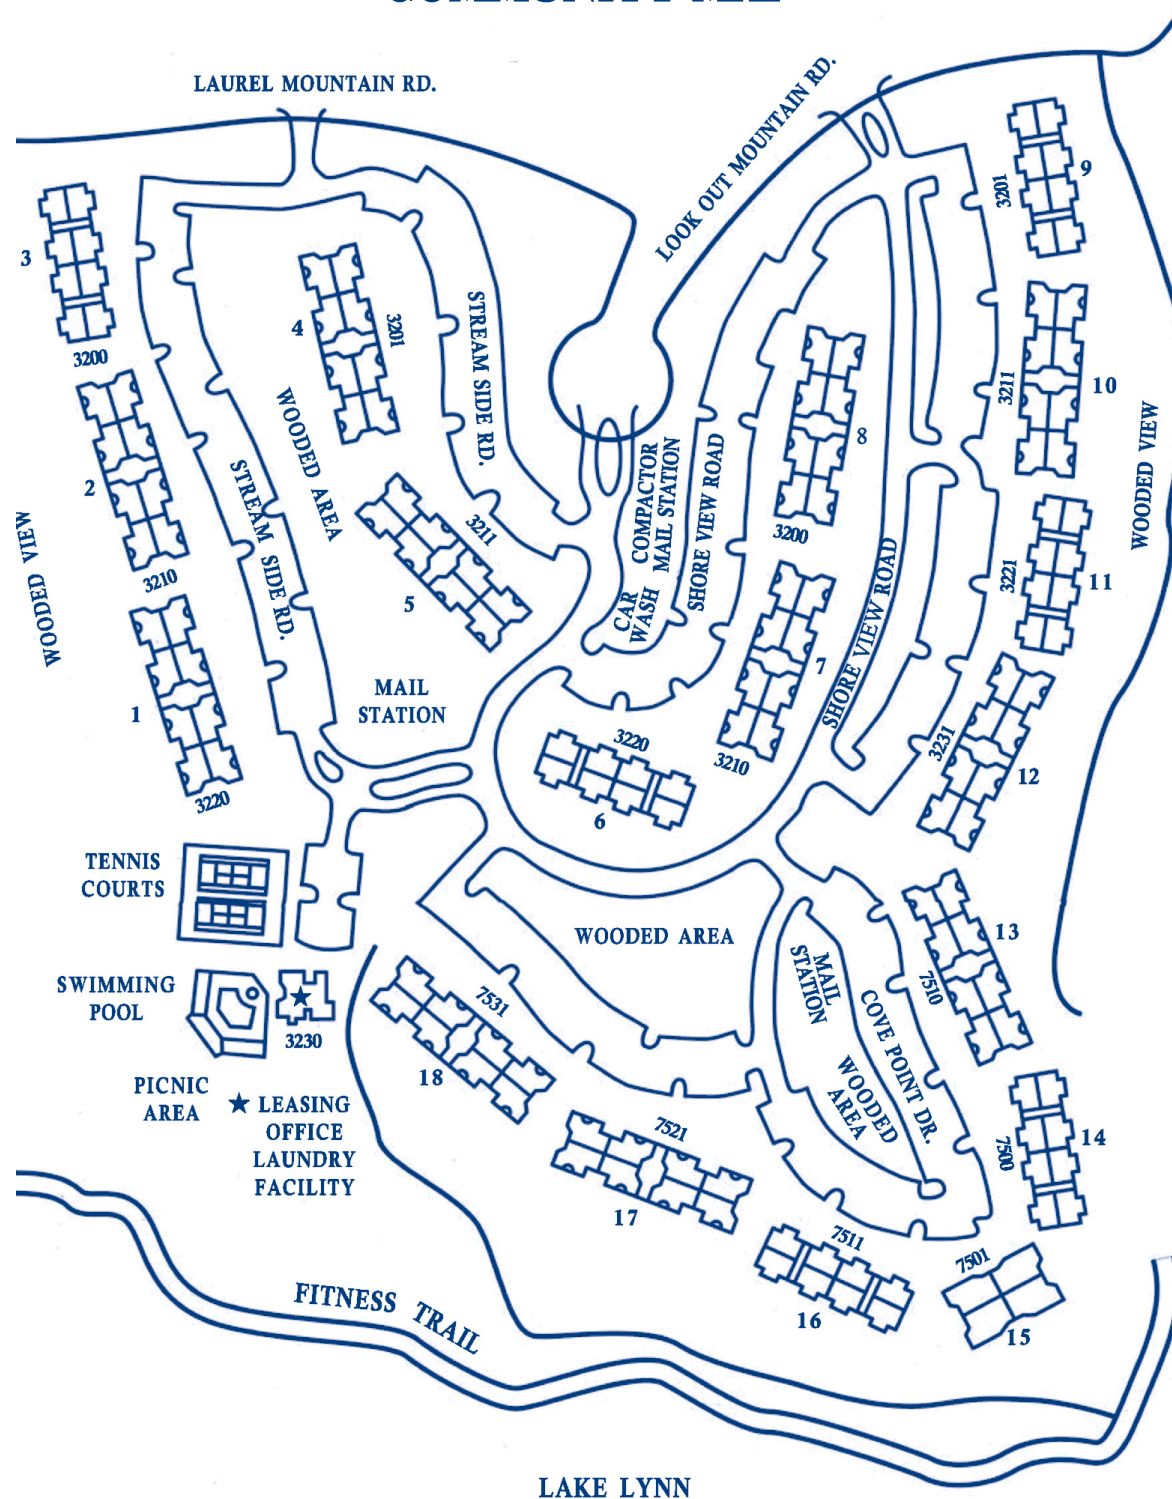 LAUREL MOUNTAIN RD.
LOOK OUT MOUNTAIN RD.
9
3201
3
3200
4
3201
STREAM SIDE RD.
10
3211
8
3200
WOODED VIEW
2
3210
WOODED AREA
STREAM SIDE RD.
5
3211
COMPACTOR
MAIL STATION
CAR
WASH
SHORE VIEW ROAD
SHORE VIEW ROAD
11
3221
WOODED VIEW
1
3220
MAIL
STATION
7
3210
3220
6
3231
12
TENNIS
COURTS
WOODED AREA
13
7510
MAIL
STATION
COVE POINT DR.
WOODED
AREA
SWIMMING
POOL
3230
7531
18
PICNIC
AREA
★ LEASING
OFFICE
LAUNDRY
FACILITY
7521
17
14
7500
7511
16
7501
15
FITNESS TRAIL
LAKE LYNN